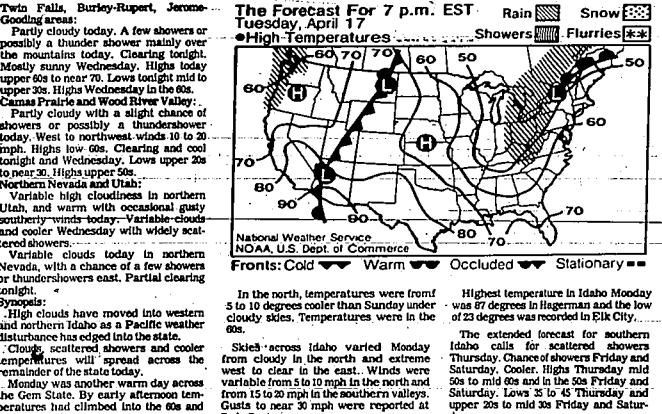 Twin Falls, Burley-Rupert, Jerome-
Gooding areas:
Partly cloudy today. A few showers or
possibly a thunder shower mainly over
the mountains today. Clearing tonight.
Mostly sunny Wednesday. Highs today
upper 60s to near 70. Lows tonight mid to
upper 30s. Highs Wednesday in the 60s.
Camas Prairie and Wood River Valley:
Partly cloudy with a slight chance of
showers or possibly a thundershower
today. West to northwest winds 10 to 20
mph. Highs low 60s. Clearing and cool
tonight and Wednesday. Lows upper 20s
to near 30. Highs upper 50s.
Northern Nevada and Utah:
Variable high cloudiness in northern
Utah, and warm with occasional gusty
southerly winds today. Variable clouds
and cooler Wednesday with widely scat-
tered showers.
Variable clouds today in northern
Nevada, with a chance of a few showers
or thundershowers east. Partial clearing
tonight.
Synopsis:
High clouds have moved into western
and northern Idaho as a Pacific weather
disturbance has edged into the state.
Clouds, scattered showers and cooler
temperatures will spread across the
remainder of the state today.
Monday was another warm day across
the Gem State. By early afternoon tem-
peratures had climbed into the 60s and
The Forecast For 7 p.m. EST
Tuesday, April 17
High Temperatures
Rain Snow
Showers Flurries
60 70 70 60 60 50
60 H L L
H 60
70 L
80
90 90 80 70 70
National Weather Service
NOAA, U.S. Dept. of Commerce
Fronts: Cold Warm Occluded Stationary
In the north, temperatures were fromf
5 to 10 degrees cooler than Sunday under
cloudy skies. Temperatures were in the
60s.
Skies across Idaho varied Monday
from cloudy in the north and extreme
west to clear in the east. Winds were
variable from 5 to 10 mph in the north and
from 15 to 20 mph in the southern valleys.
Gusts to near 30 mph were reported at
Highest temperature in Idaho Monday
was 87 degrees in Hagerman and the low
of 23 degrees was recorded in Elk City.
The extended forecast for southern
Idaho calls for scattered showers
Thursday. Chance of showers Friday and
Saturday. Cooler. Highs Thursday mid
50s to mid 60s and in the 50s Friday and
Saturday. Lows 35 to 45 Thursday and
upper 20s to mid 30s Friday and Satur-